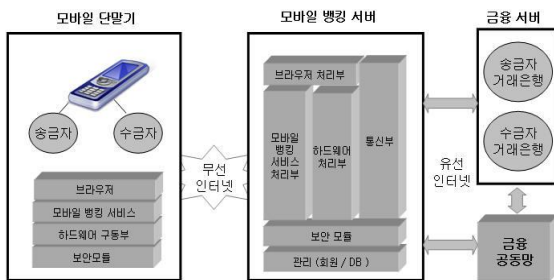 모바일 단말기
송금자
수금자
브라우저
모바일 뱅킹 서비스
하드웨어 구동부
보안모듈
무선
인터넷
모바일 뱅킹 서버
브라우저 처리부
모바일
뱅킹
서비스
처리부
하드웨어
처리부
통신부
보안 모듈
관리 (회원 / DB )
유선
인터넷
금융 서버
송금자
거래은행
수금자
거래은행
금융
공동망